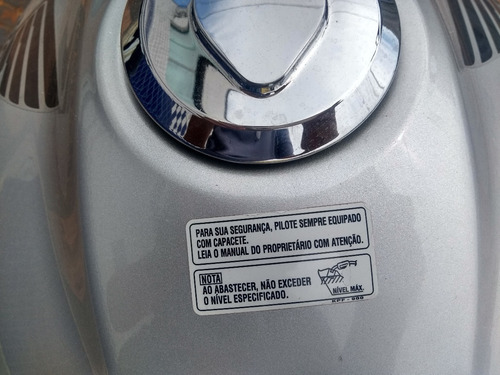 PARA SUA SEGURANÇA, PILOTE SEMPRE EQUIPADO
COM CAPACETE.
LEIA O MANUAL DO PROPRIETÁRIO COM ATENÇÃO.
NOTA
AO ABASTECER, NÃO EXCEDER
O NÍVEL ESPECIFICADO.
NÍVEL MÁX.